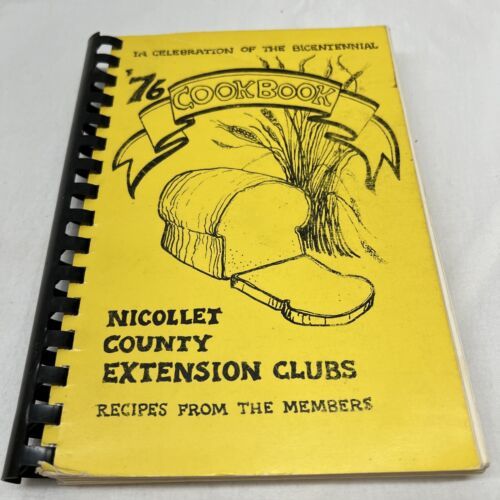 IN CELEBRATION OF THE BICENTENNIAL
'76 COOKBOOK
NICOLLET
COUNTY
EXTENSION CLUBS
RECIPES FROM THE MEMBERS